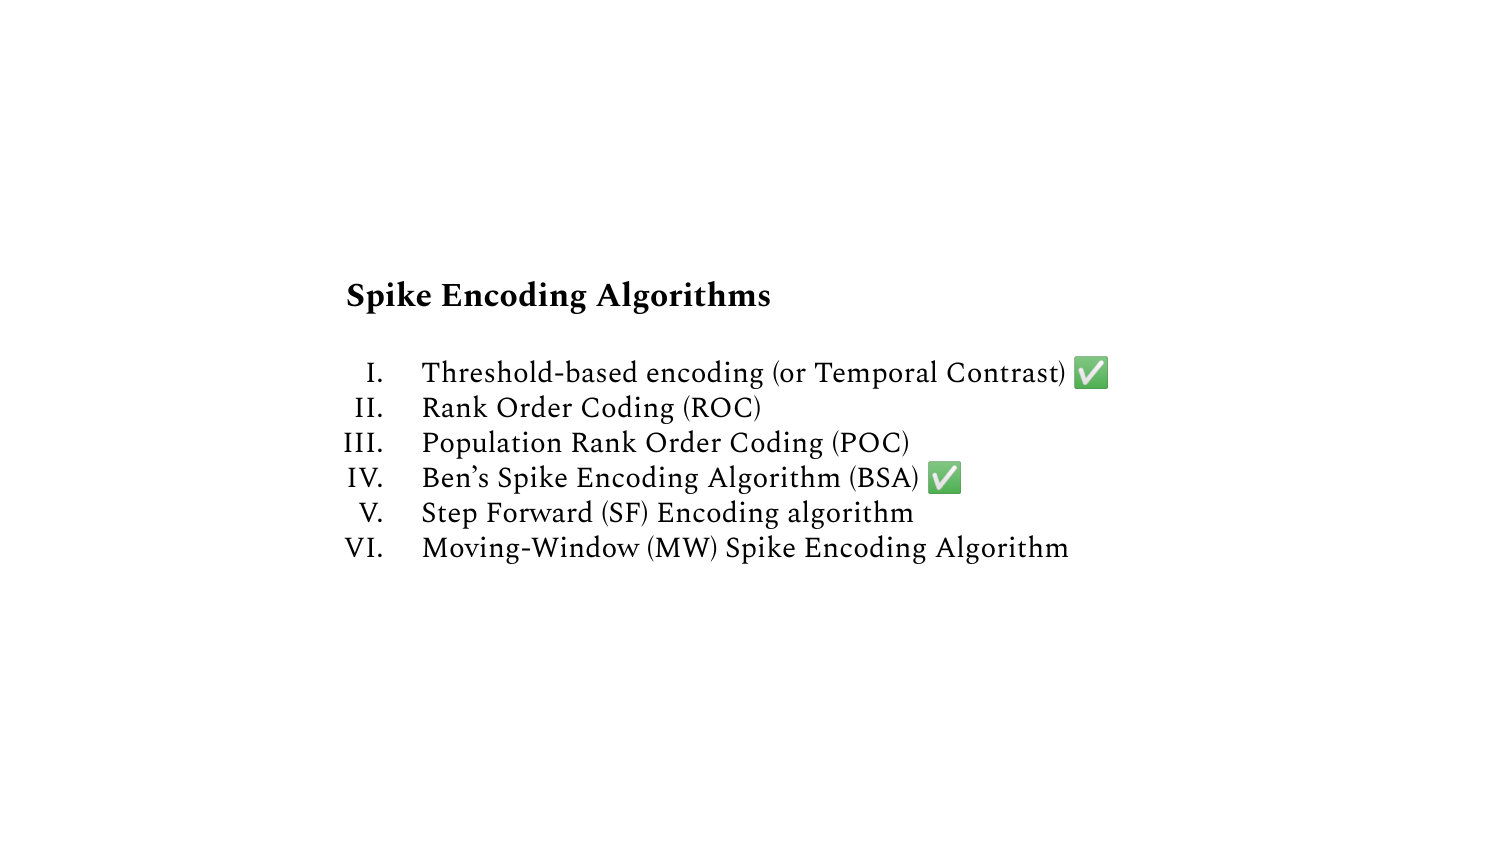 Spike Encoding Algorithms
I. Threshold-based encoding (or Temporal Contrast) ✅
II. Rank Order Coding (ROC)
III. Population Rank Order Coding (POC)
IV. Ben’s Spike Encoding Algorithm (BSA) ✅
V. Step Forward (SF) Encoding algorithm
VI. Moving-Window (MW) Spike Encoding Algorithm